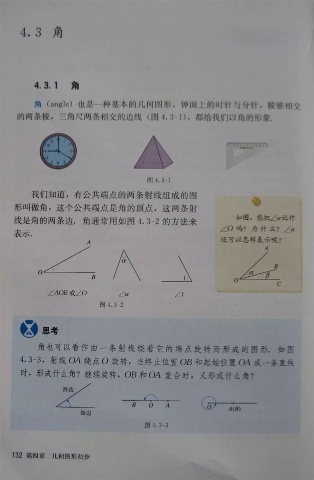 4.3 角
4.3.1 角
角 (angle) 也是一种基本的几何图形，钟面上的时针与分针，棱锥相交
的两条棱，三角尺两条相交的边线 (图 4.3-1)，都给我们以角的形象.
图 4.3-1
我们知道，有公共端点的两条射线组成的图
形叫做角，这个公共端点是角的顶点，这两条射
线是角的两条边. 角通常用如图 4.3-2 的方法来
表示.
如图，能把∠α记作
∠O 吗? 为什么? ∠α
还可以怎样表示呢?
A
O
α
B
C
A
O
B
α
1
∠AOB 或∠O
∠α
∠1
图 4.3-2
思考
角也可以看作由一条射线绕着它的端点旋转而形成的图形. 如图
4.3-3，射线 OA 绕点 O 旋转，当终止位置 OB 和起始位置 OA 成一条直线
时，形成什么角? 继续旋转，OB 和 OA 重合时，又形成什么角?
终边
始边
B O A
O
A(B)
图 4.3-3
132 第四章 几何图形初步